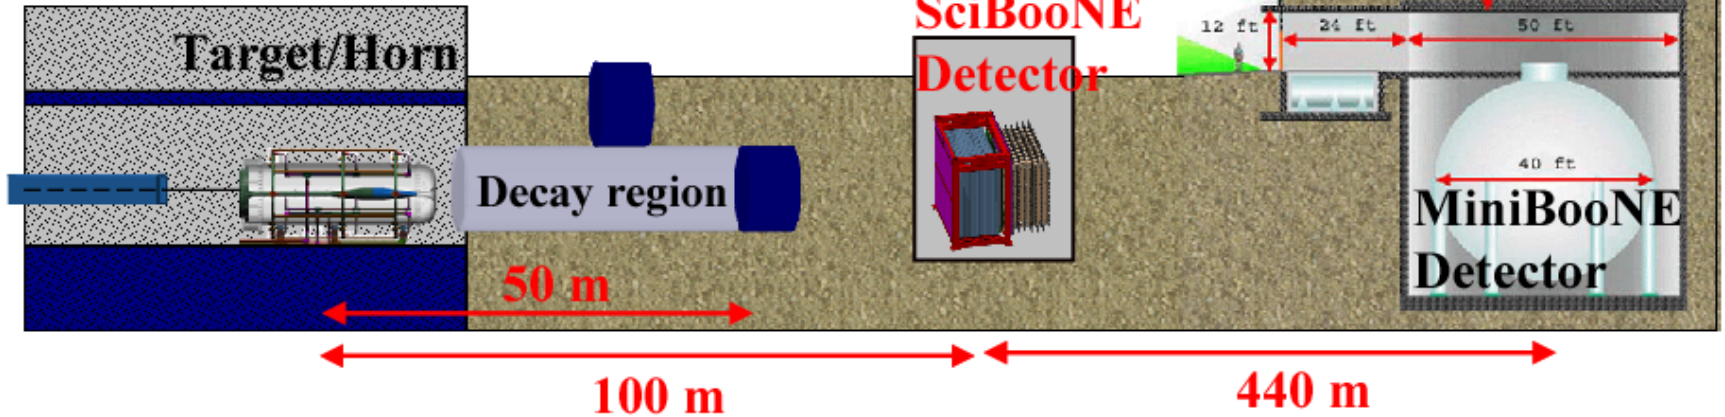 SciBooNE
Detector
Target/Horn
12 ft
24 ft
50 ft
Decay region
40 ft
MiniBooNE
Detector
50 m
100 m
440 m